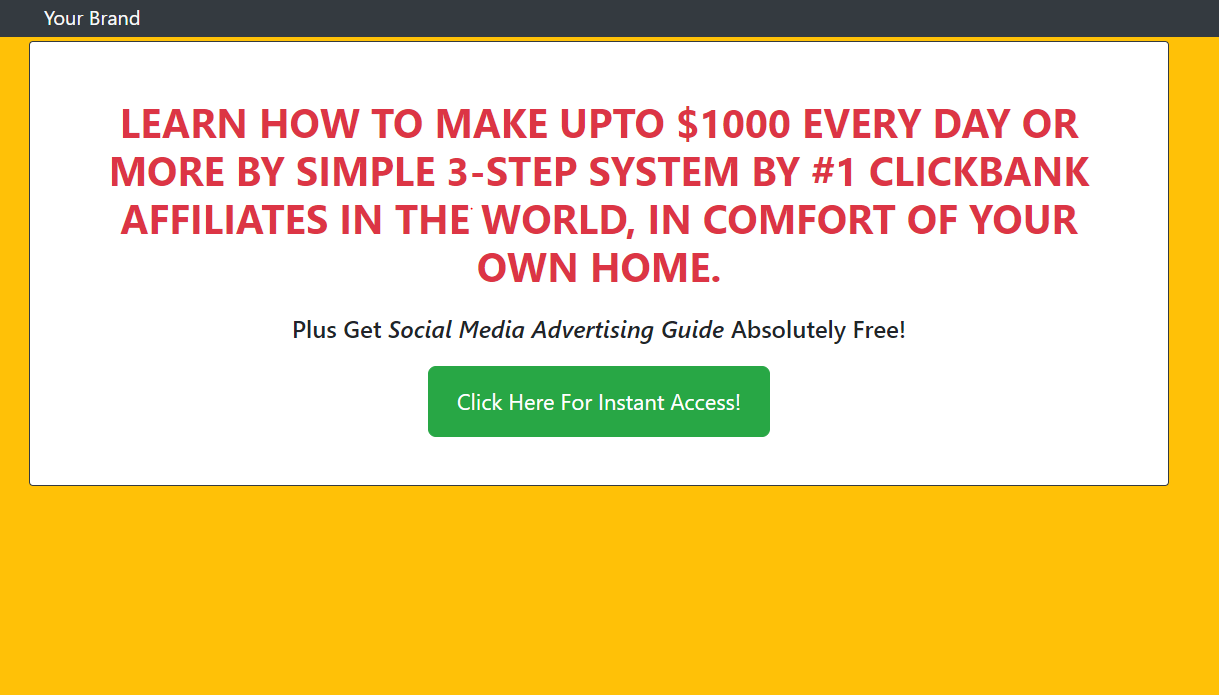 Your Brand
LEARN HOW TO MAKE UPTO $1000 EVERY DAY OR
MORE BY SIMPLE 3-STEP SYSTEM BY #1 CLICKBANK
AFFILIATES IN THE WORLD, IN COMFORT OF YOUR
OWN HOME.
Plus Get Social Media Advertising Guide Absolutely Free!
Click Here For Instant Access!